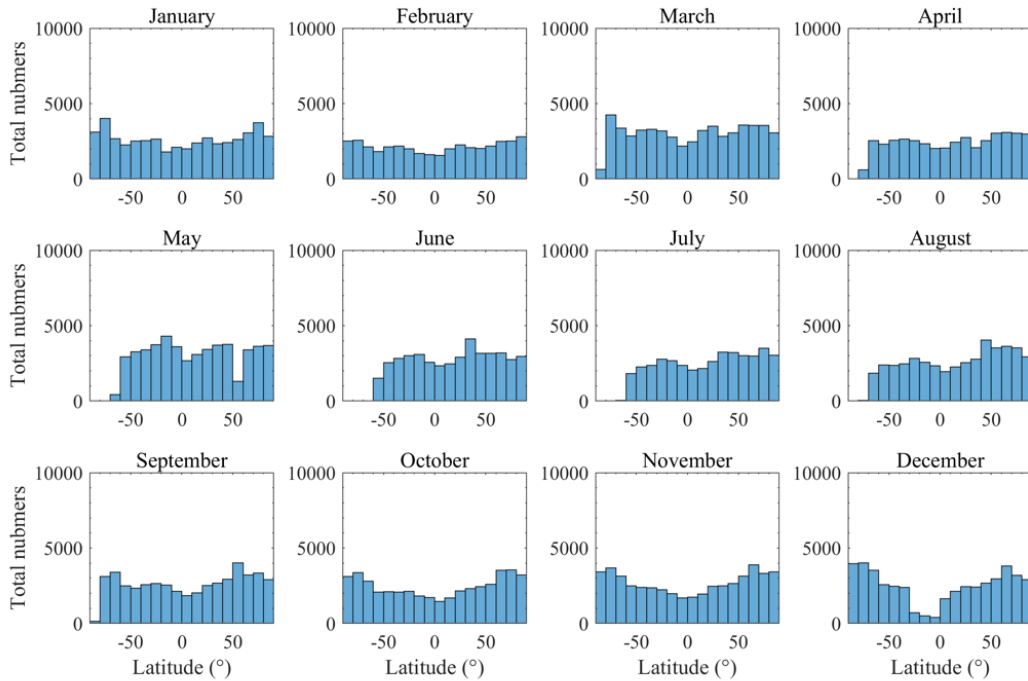 January February March April
10000 10000 10000 10000
Total nubmers
5000 5000 5000 5000
0 0 0 0
-50 0 50 -50 0 50 -50 0 50 -50 0 50
May June July August
10000 10000 10000 10000
Total nubmers
5000 5000 5000 5000
0 0 0 0
-50 0 50 -50 0 50 -50 0 50 -50 0 50
September October November December
10000 10000 10000 10000
Total nubmers
5000 5000 5000 5000
0 0 0 0
-50 0 50 -50 0 50 -50 0 50 -50 0 50
Latitude (°) Latitude (°) Latitude (°) Latitude (°)